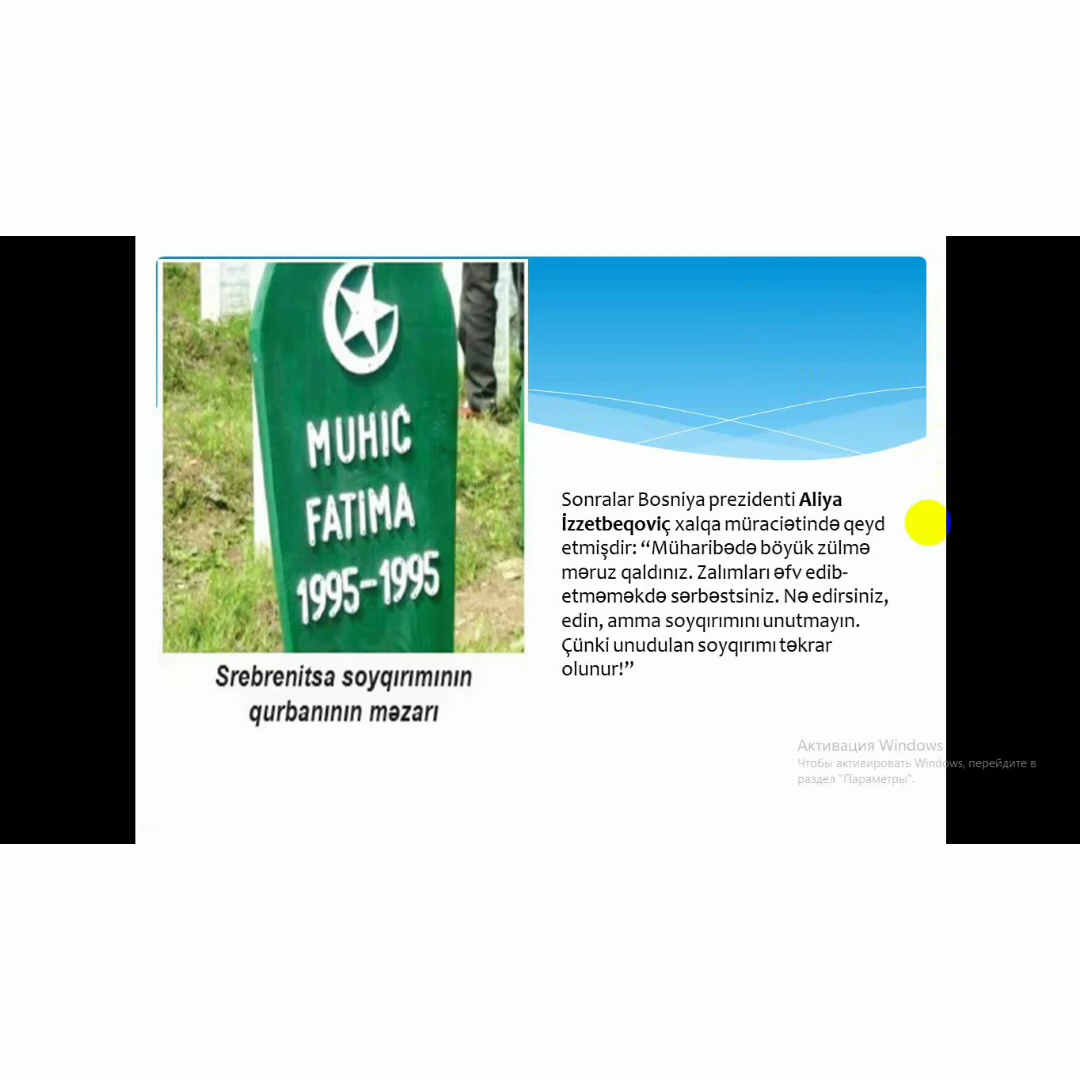 MUHIC
FATIMA
1995-1995
Srebrenitsa soyqırımının
qurbanının məzarı
Sonralar Bosniya prezidenti Aliya
İzzetbeqoviç xalqa müraciətində qeyd
etmişdir: “Müharibədə böyük zülmə
məruz qaldınız. Zalımları əfv edib-
etməməkdə sərbəstsiniz. Nə edirsiniz,
edin, amma soyqırımını unutmayın.
Çünki unudulan soyqırımı təkrar
olunur!”
Активация Windows
Чтобы активировать Windows, перейдите в
раздел "Параметры".